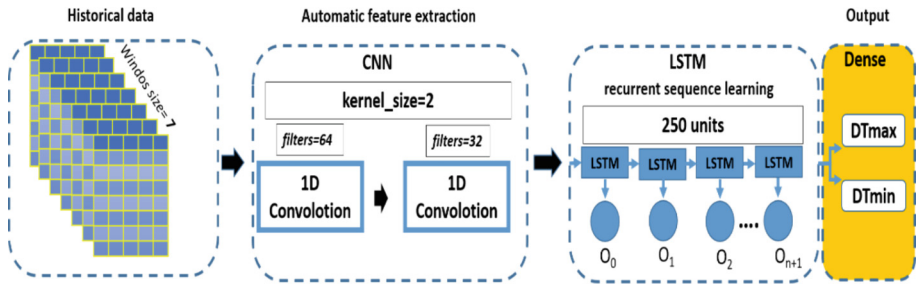 Historical data
Windos size= 7
Automatic feature extraction
CNN
kernel_size=2
filters=64
filters=32
1D
Convolotion
1D
Convolotion
LSTM
recurrent sequence learning
250 units
LSTM
LSTM
LSTM
LSTM
....
O0
O1
O2
On+1
Output
Dense
DTmax
DTmin